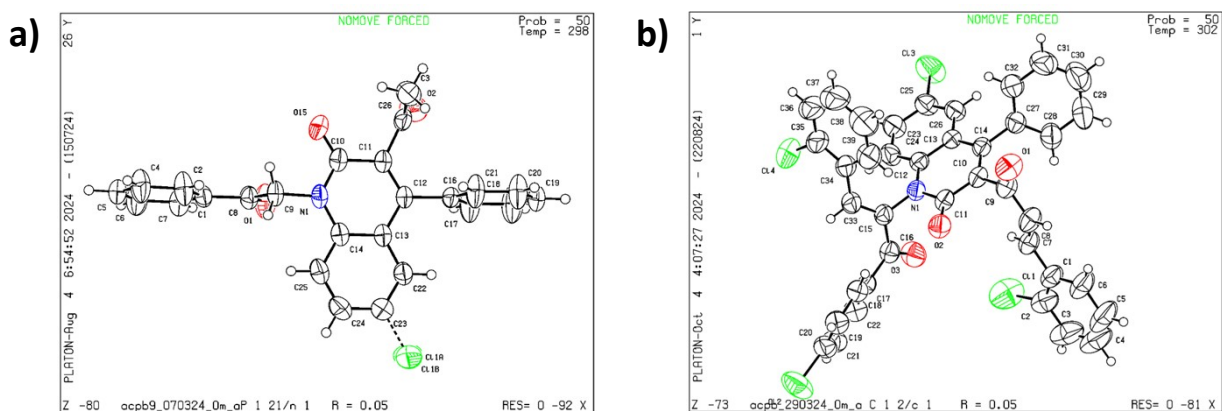 a)
NOMOVE FORCED
Prob = 50
Temp = 298
26 Y
PLATON-Aug 4 6:54:52 2024 - (150724)
C3
O2
C26
O15
C10
C11
C4
C2
C12
C16
C21
C18
C20
C19
C5
C6
C7
C1
C8
O1
C9
N1
C17
C14
C13
C25
C22
C24
C23
CL1A
CL1B
Z -80 acpb9_070324_0m_aP 1 21/n 1 R = 0.05 RES= 0 -92 X
b)
NOMOVE FORCED
Prob = 50
Temp = 302
1 Y
PLATON-Oct 4 4:07:27 2024 - (220824)
CL3
C31
C32
C30
C37
C25
C36
C38
C26
C27
C29
C35
C39
C23
C24
C13
C14
C28
CL4
C12
C10
O1
C34
N1
C11
C9
C33
C15
O2
C8
C7
C16
O3
C1
CL1
C6
C17
C18
C2
C5
C22
C3
C4
C20
C19
C21
CL2
Z -73 R = 0.05 RES= 0 -81 X